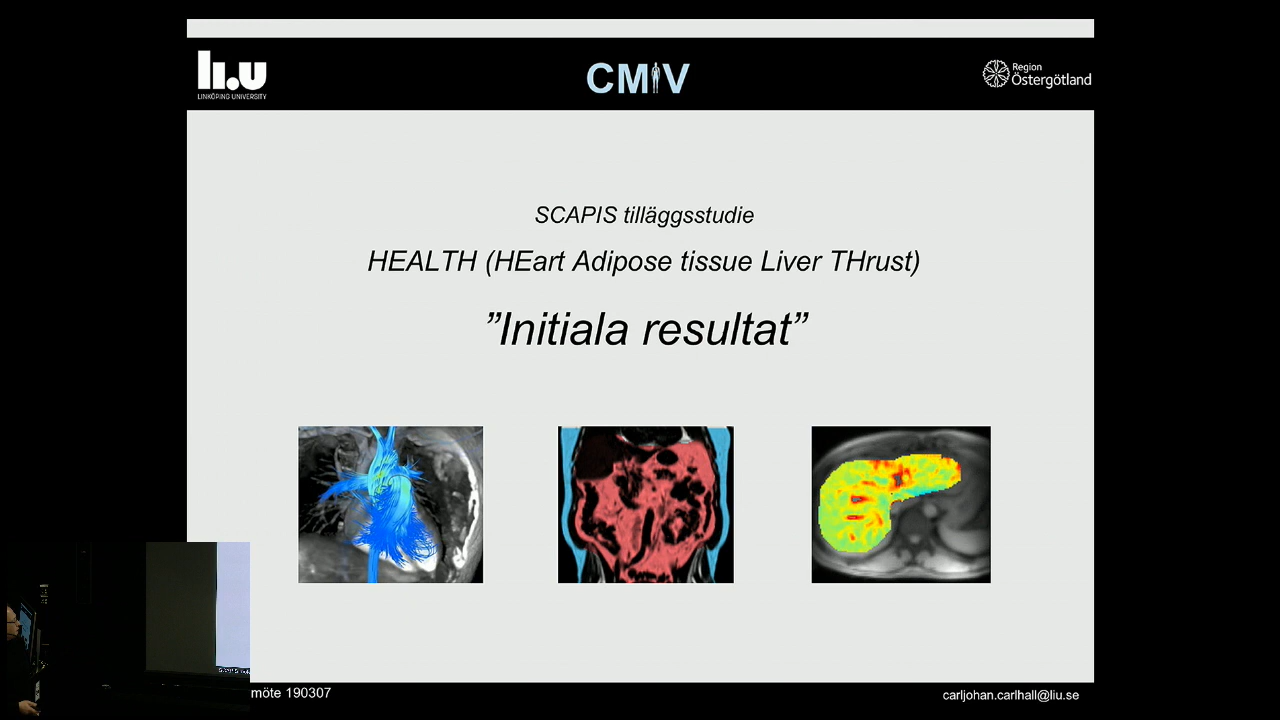 li.u
LINKÖPING UNIVERSITY
CMIV
Region
Östergötland
SCAPIS tilläggsstudie
HEALTH (HEart Adipose tissue Liver THrust)
”Initiala resultat”
möte 190307
carljohan.carlhall@liu.se